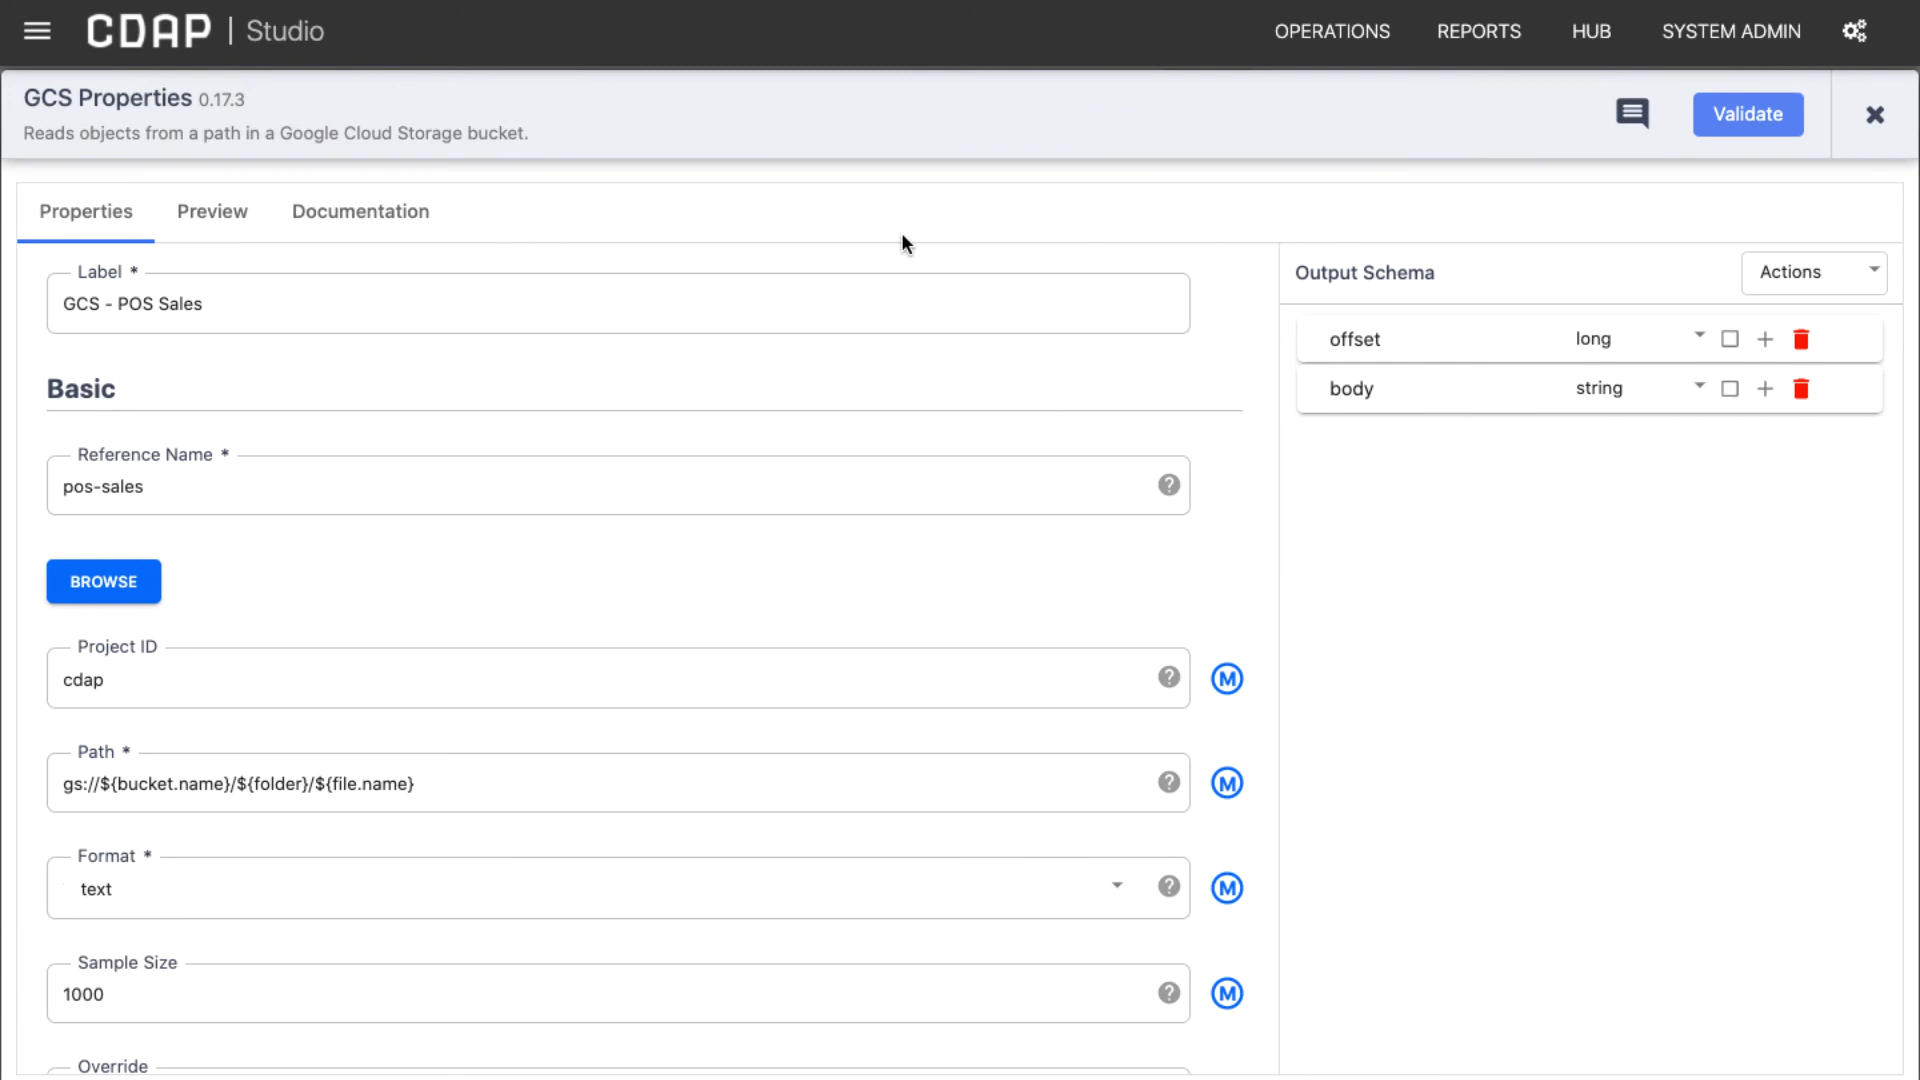 CDAP | Studio
OPERATIONS REPORTS HUB SYSTEM ADMIN
GCS Properties 0.17.3
Reads objects from a path in a Google Cloud Storage bucket.
Validate
Properties Preview Documentation
Label *
GCS - POS Sales
Basic
Reference Name *
pos-sales
BROWSE
Project ID
cdap
M
Path *
gs://${bucket.name}/${folder}/${file.name}
M
Format *
text
M
Sample Size
1000
M
Override
Output Schema
Actions
offset long
body string